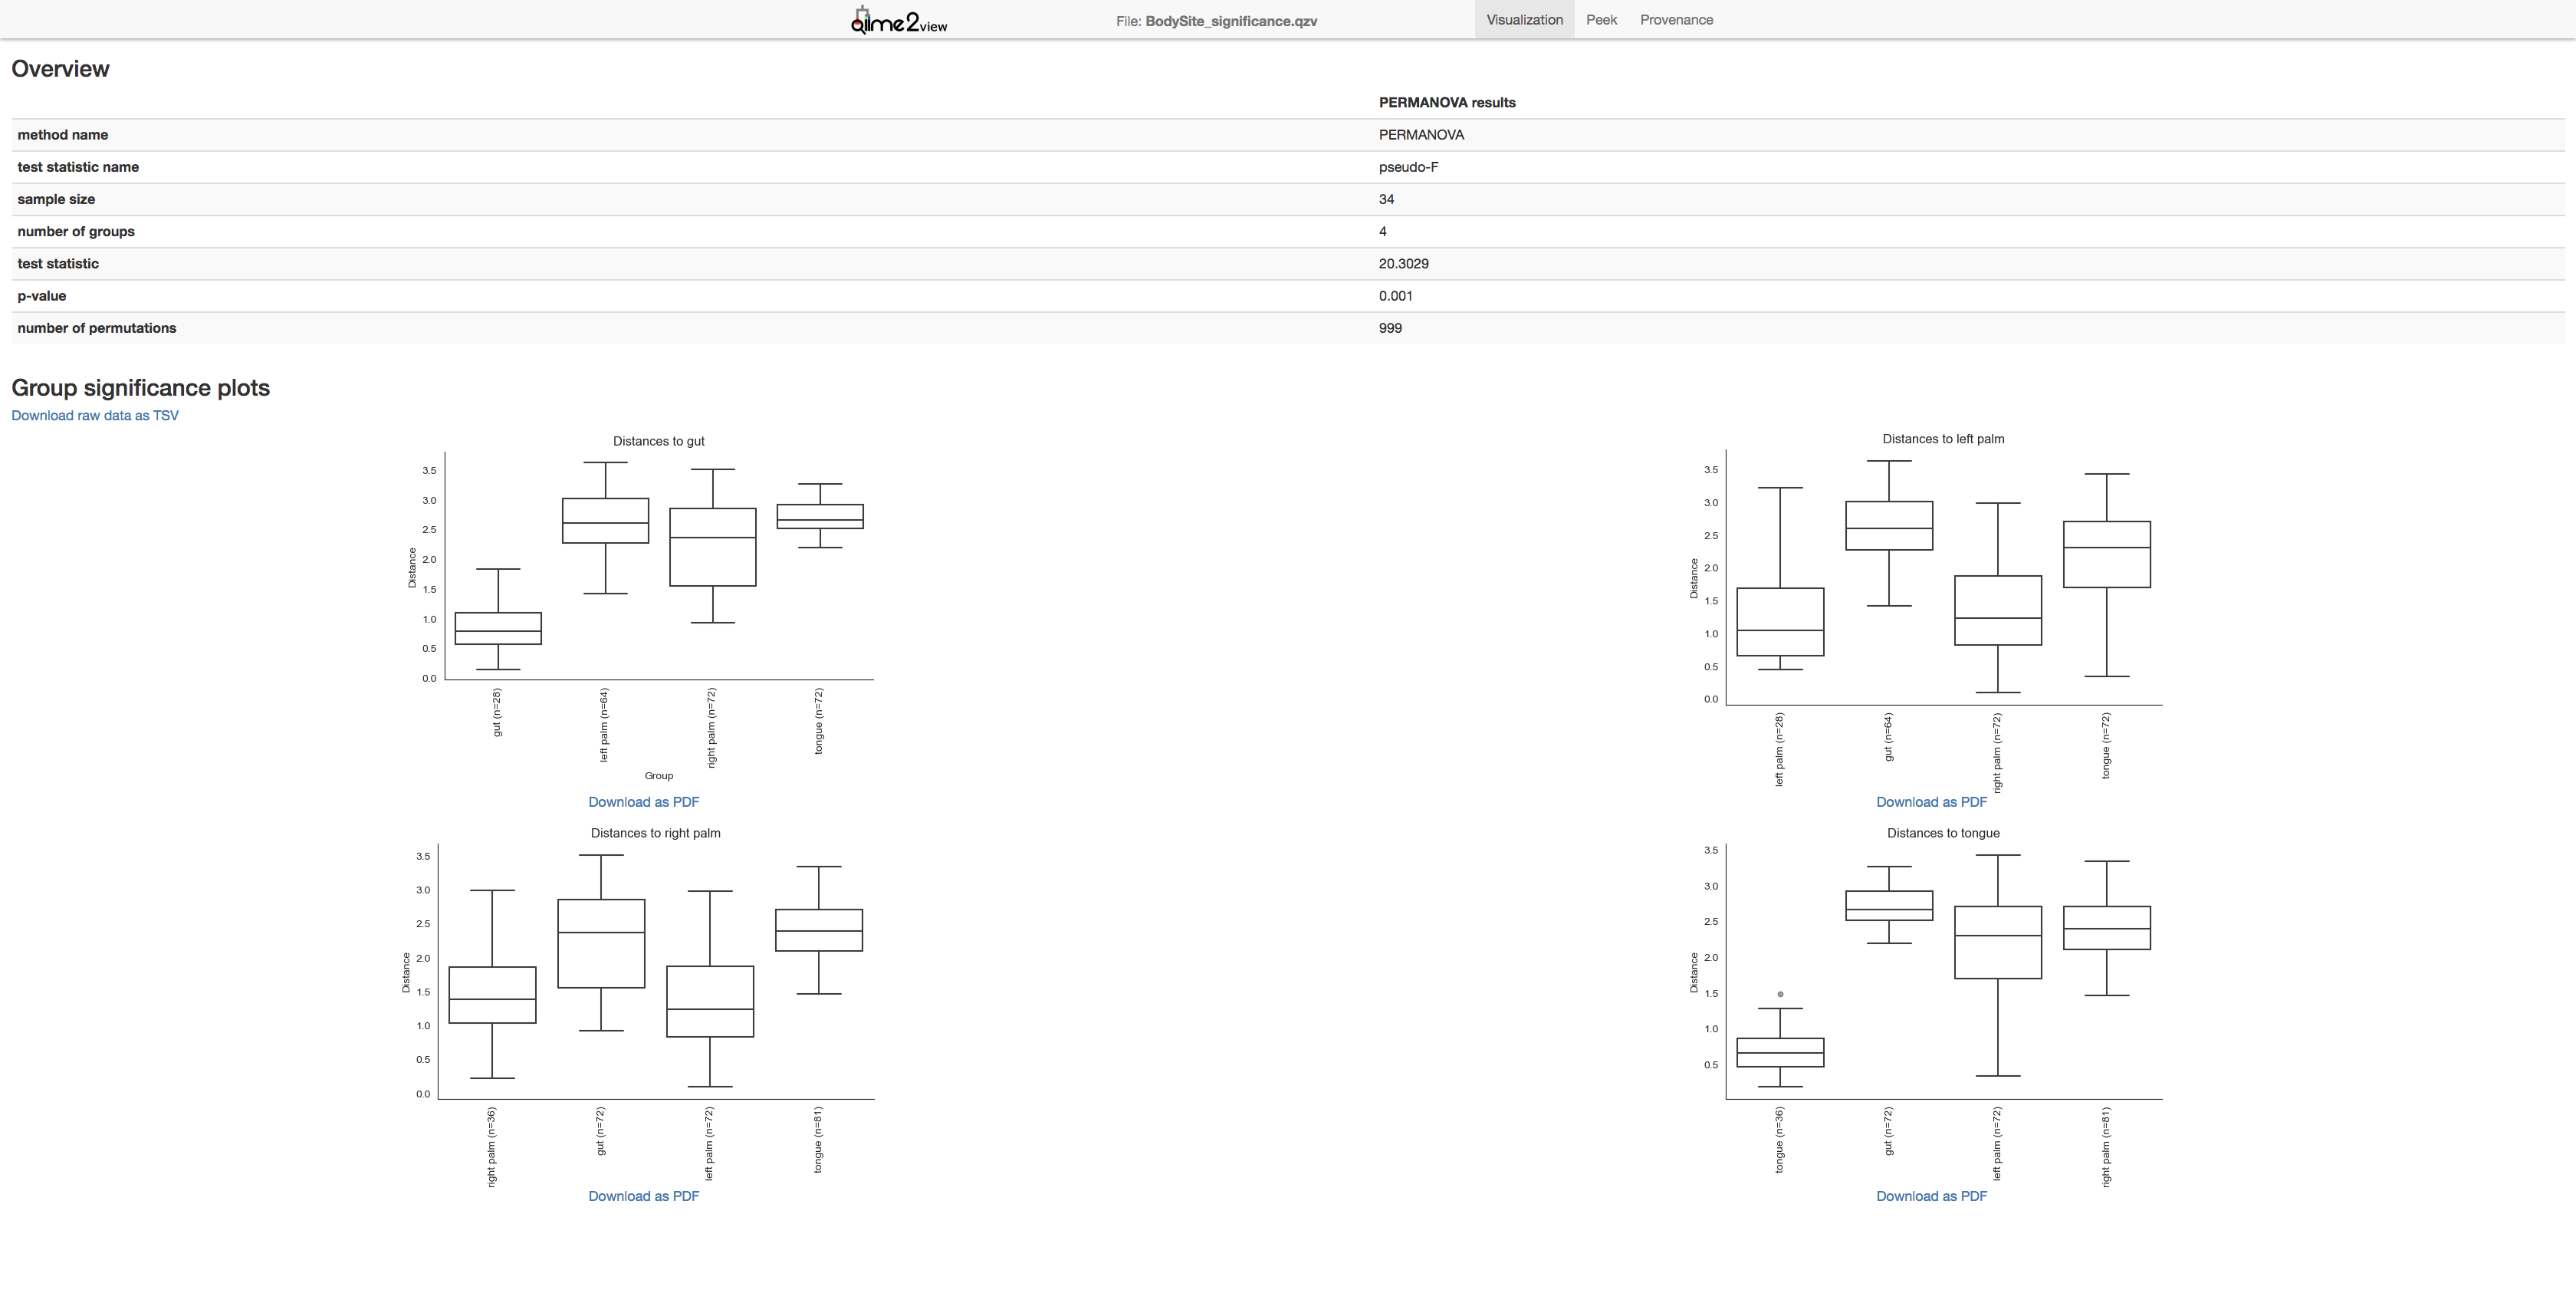 qiime2view
File: BodySite_significance.qzv
Visualization
Peek
Provenance
Overview
PERMANOVA results
method name PERMANOVA
test statistic name pseudo-F
sample size 34
number of groups 4
test statistic 20.3029
p-value 0.001
number of permutations 999
Group significance plots
Download raw data as TSV
Distances to gut
3.5
3.0
2.5
2.0
1.5
1.0
0.5
0.0
Distance
gut (n=28)
left palm (n=64)
right palm (n=72)
tongue (n=72)
Group
Download as PDF
Distances to left palm
3.5
3.0
2.5
2.0
1.5
1.0
0.5
0.0
Distance
left palm (n=28)
gut (n=64)
right palm (n=72)
tongue (n=72)
Download as PDF
Distances to right palm
3.5
3.0
2.5
2.0
1.5
1.0
0.5
0.0
Distance
right palm (n=36)
gut (n=72)
left palm (n=72)
tongue (n=81)
Download as PDF
Distances to tongue
3.5
3.0
2.5
2.0
1.5
1.0
0.5
Distance
tongue (n=36)
gut (n=72)
left palm (n=72)
right palm (n=81)
Download as PDF